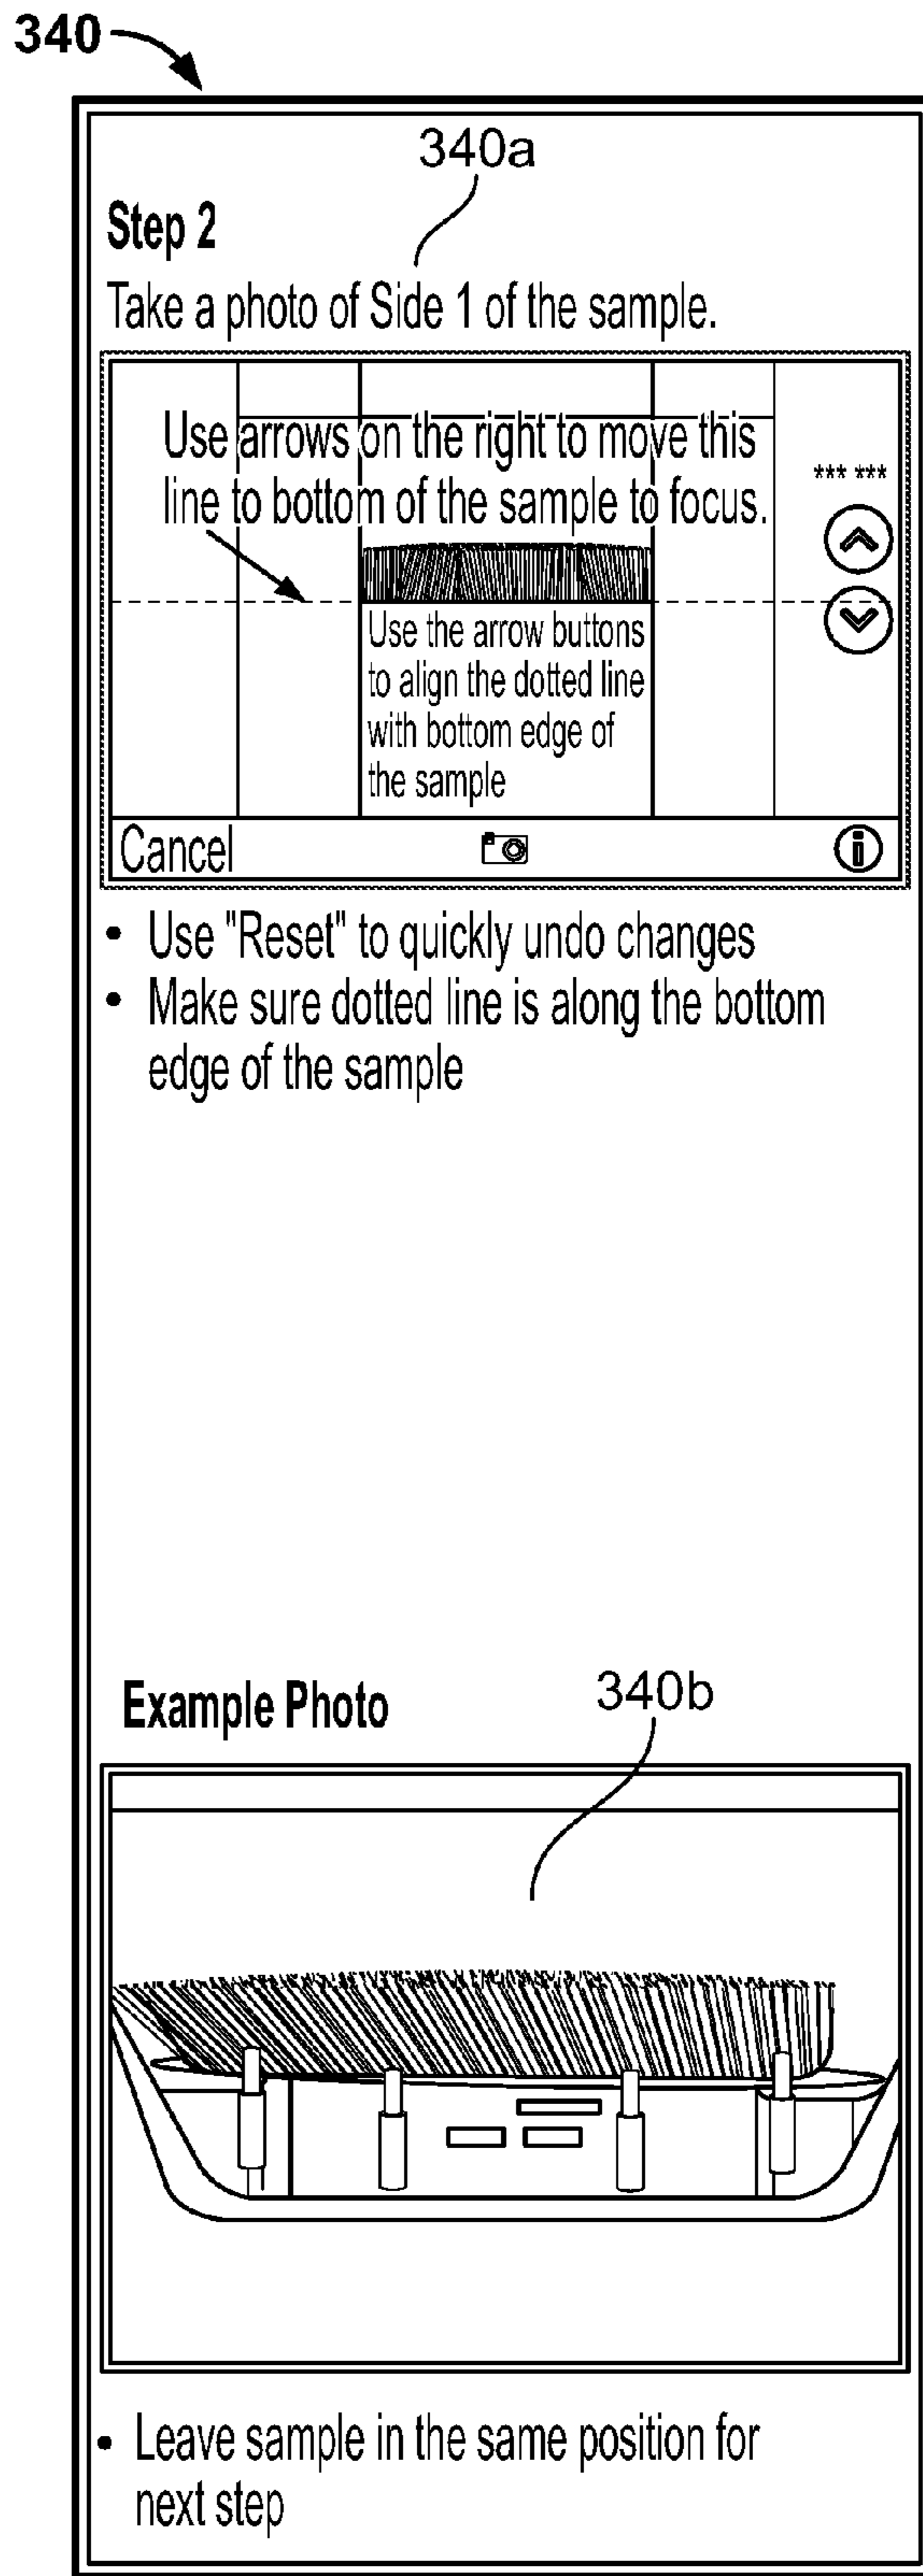 340
340a
Step 2
Take a photo of Side 1 of the sample.
Use arrows on the right to move this
line to bottom of the sample to focus.
*** ***
Use the arrow buttons
to align the dotted line
with bottom edge of
the sample
Cancel
i
• Use "Reset" to quickly undo changes
• Make sure dotted line is along the bottom
edge of the sample
Example Photo
340b
• Leave sample in the same position for
next step